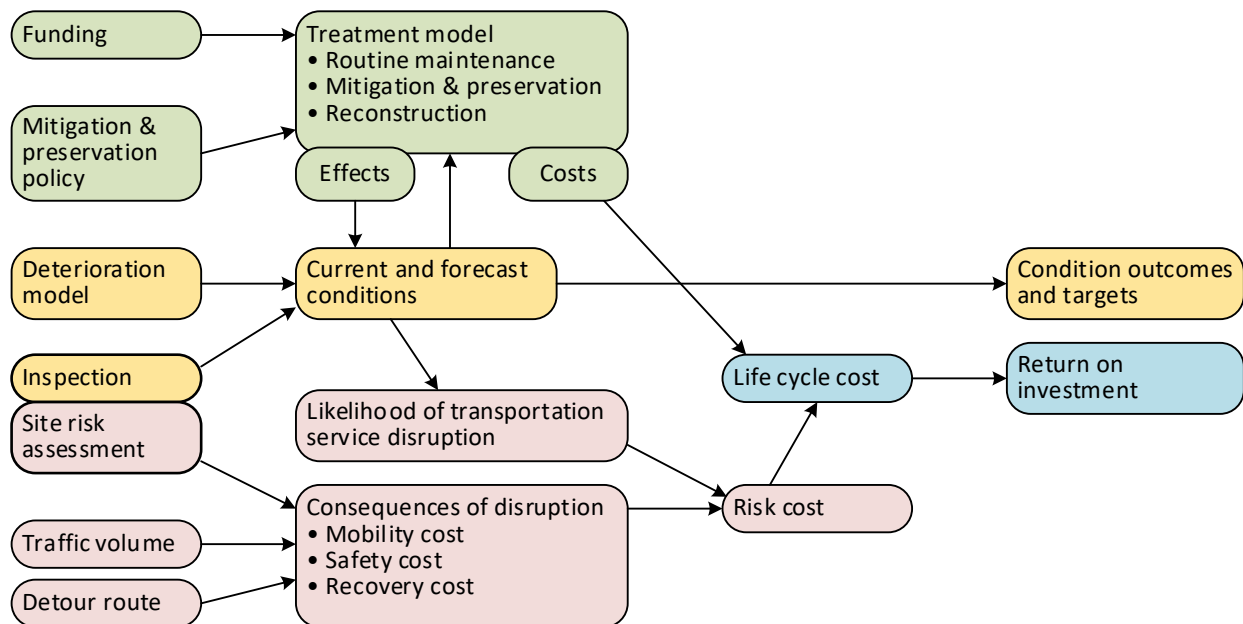 Funding
Treatment model
• Routine maintenance
• Mitigation & preservation
• Reconstruction
Mitigation &
preservation
policy
Effects
Costs
Deterioration
model
Current and forecast
conditions
Condition outcomes
and targets
Inspection
Life cycle cost
Return on
investment
Site risk
assessment
Likelihood of transportation
service disruption
Consequences of disruption
• Mobility cost
• Safety cost
• Recovery cost
Risk cost
Traffic volume
Detour route